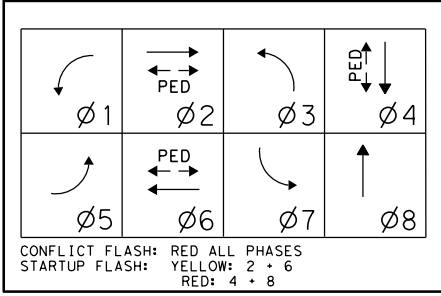 Ø1
PED
Ø2
Ø3
PED
Ø4
Ø5
PED
Ø6
Ø7
Ø8
CONFLICT FLASH: RED ALL PHASES
STARTUP FLASH: YELLOW: 2 + 6
RED: 4 + 8